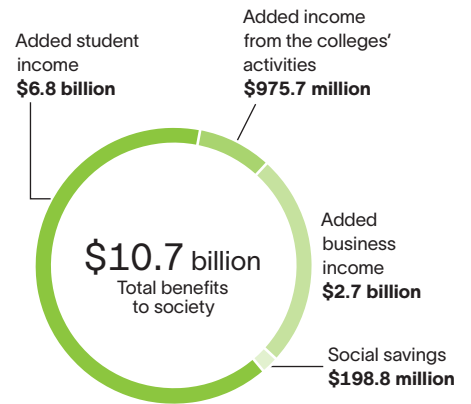 Added student
income
$6.8 billion
Added income
from the colleges’
activities
$975.7 million
$10.7 billion
Total benefits
to society
Added
business
income
$2.7 billion
Social savings
$198.8 million